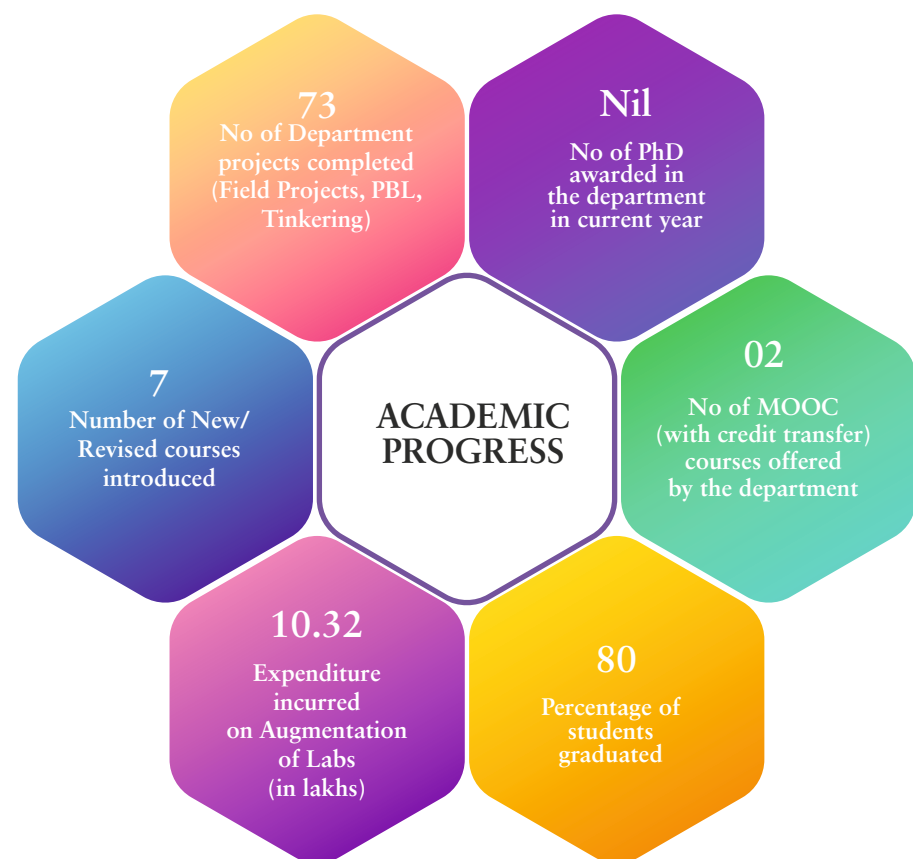 73
No of Department
projects completed
(Field Projects, PBL,
Tinkering)
Nil
No of PhD
awarded in
the department
in current year
7
Number of New/
Revised courses
introduced
ACADEMIC
PROGRESS
02
No of MOOC
(with credit transfer)
courses offered
by the department
10.32
Expenditure
incurred
on Augmentation
of Labs
(in lakhs)
80
Percentage of
students
graduated